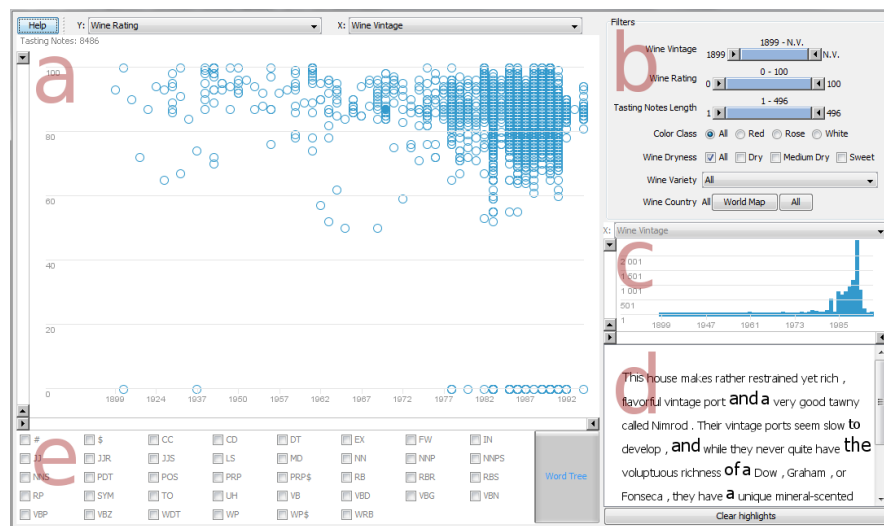 Help Y: Wine Rating X: Wine Vintage
Tasting Notes: 8486
a
100
80
60
40
20
0
1899 1924 1937 1950 1957 1962 1967 1972 1977 1982 1987 1992
Filters
b
Wine Vintage 1899 - N.V.
1899 N.V.
Wine Rating 0 - 100
0 100
Tasting Notes Length 1 - 496
1 496
Color Class All Red Rose White
Wine Dryness All Dry Medium Dry Sweet
Wine Variety All
Wine Country All World Map All
X: Wine Vintage
c
2 001
1 501
1 001
501
1
1899 1947 1961 1973 1985
d
This house makes rather restrained yet rich ,
flavorful vintage port and a very good tawny
called Nimrod . Their vintage ports seem slow to
develop , and while they never quite have the
voluptuous richness of a Dow , Graham , or
Fonseca , they have a unique mineral-scented
Clear highlights
e
# $ CC CD DT EX FW IN
JJ JJR JJS LS MD NN NNP NNPS
NNS PDT POS PRP PRP$ RB RBR RBS
RP SYM TO UH VB VBD VBG VBN
VBP VBZ WDT WP WP$ WRB
Word Tree